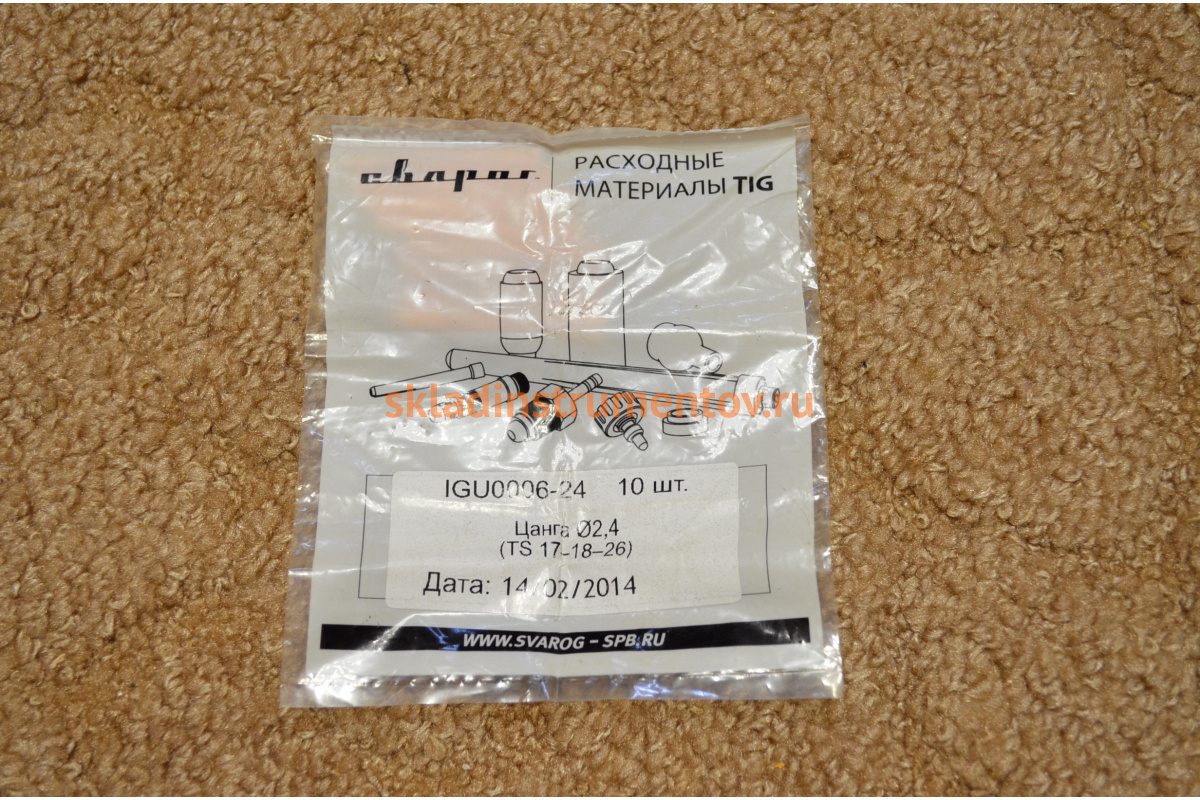 сварог
РАСХОДНЫЕ
МАТЕРИАЛЫ TIG
skladinstrumentov.ru
IGU0006-24 10 шт.
Цанга Ø2,4
(TS 17-18-26)
Дата: 14/02/2014
WWW.SVAROG - SPB.RU